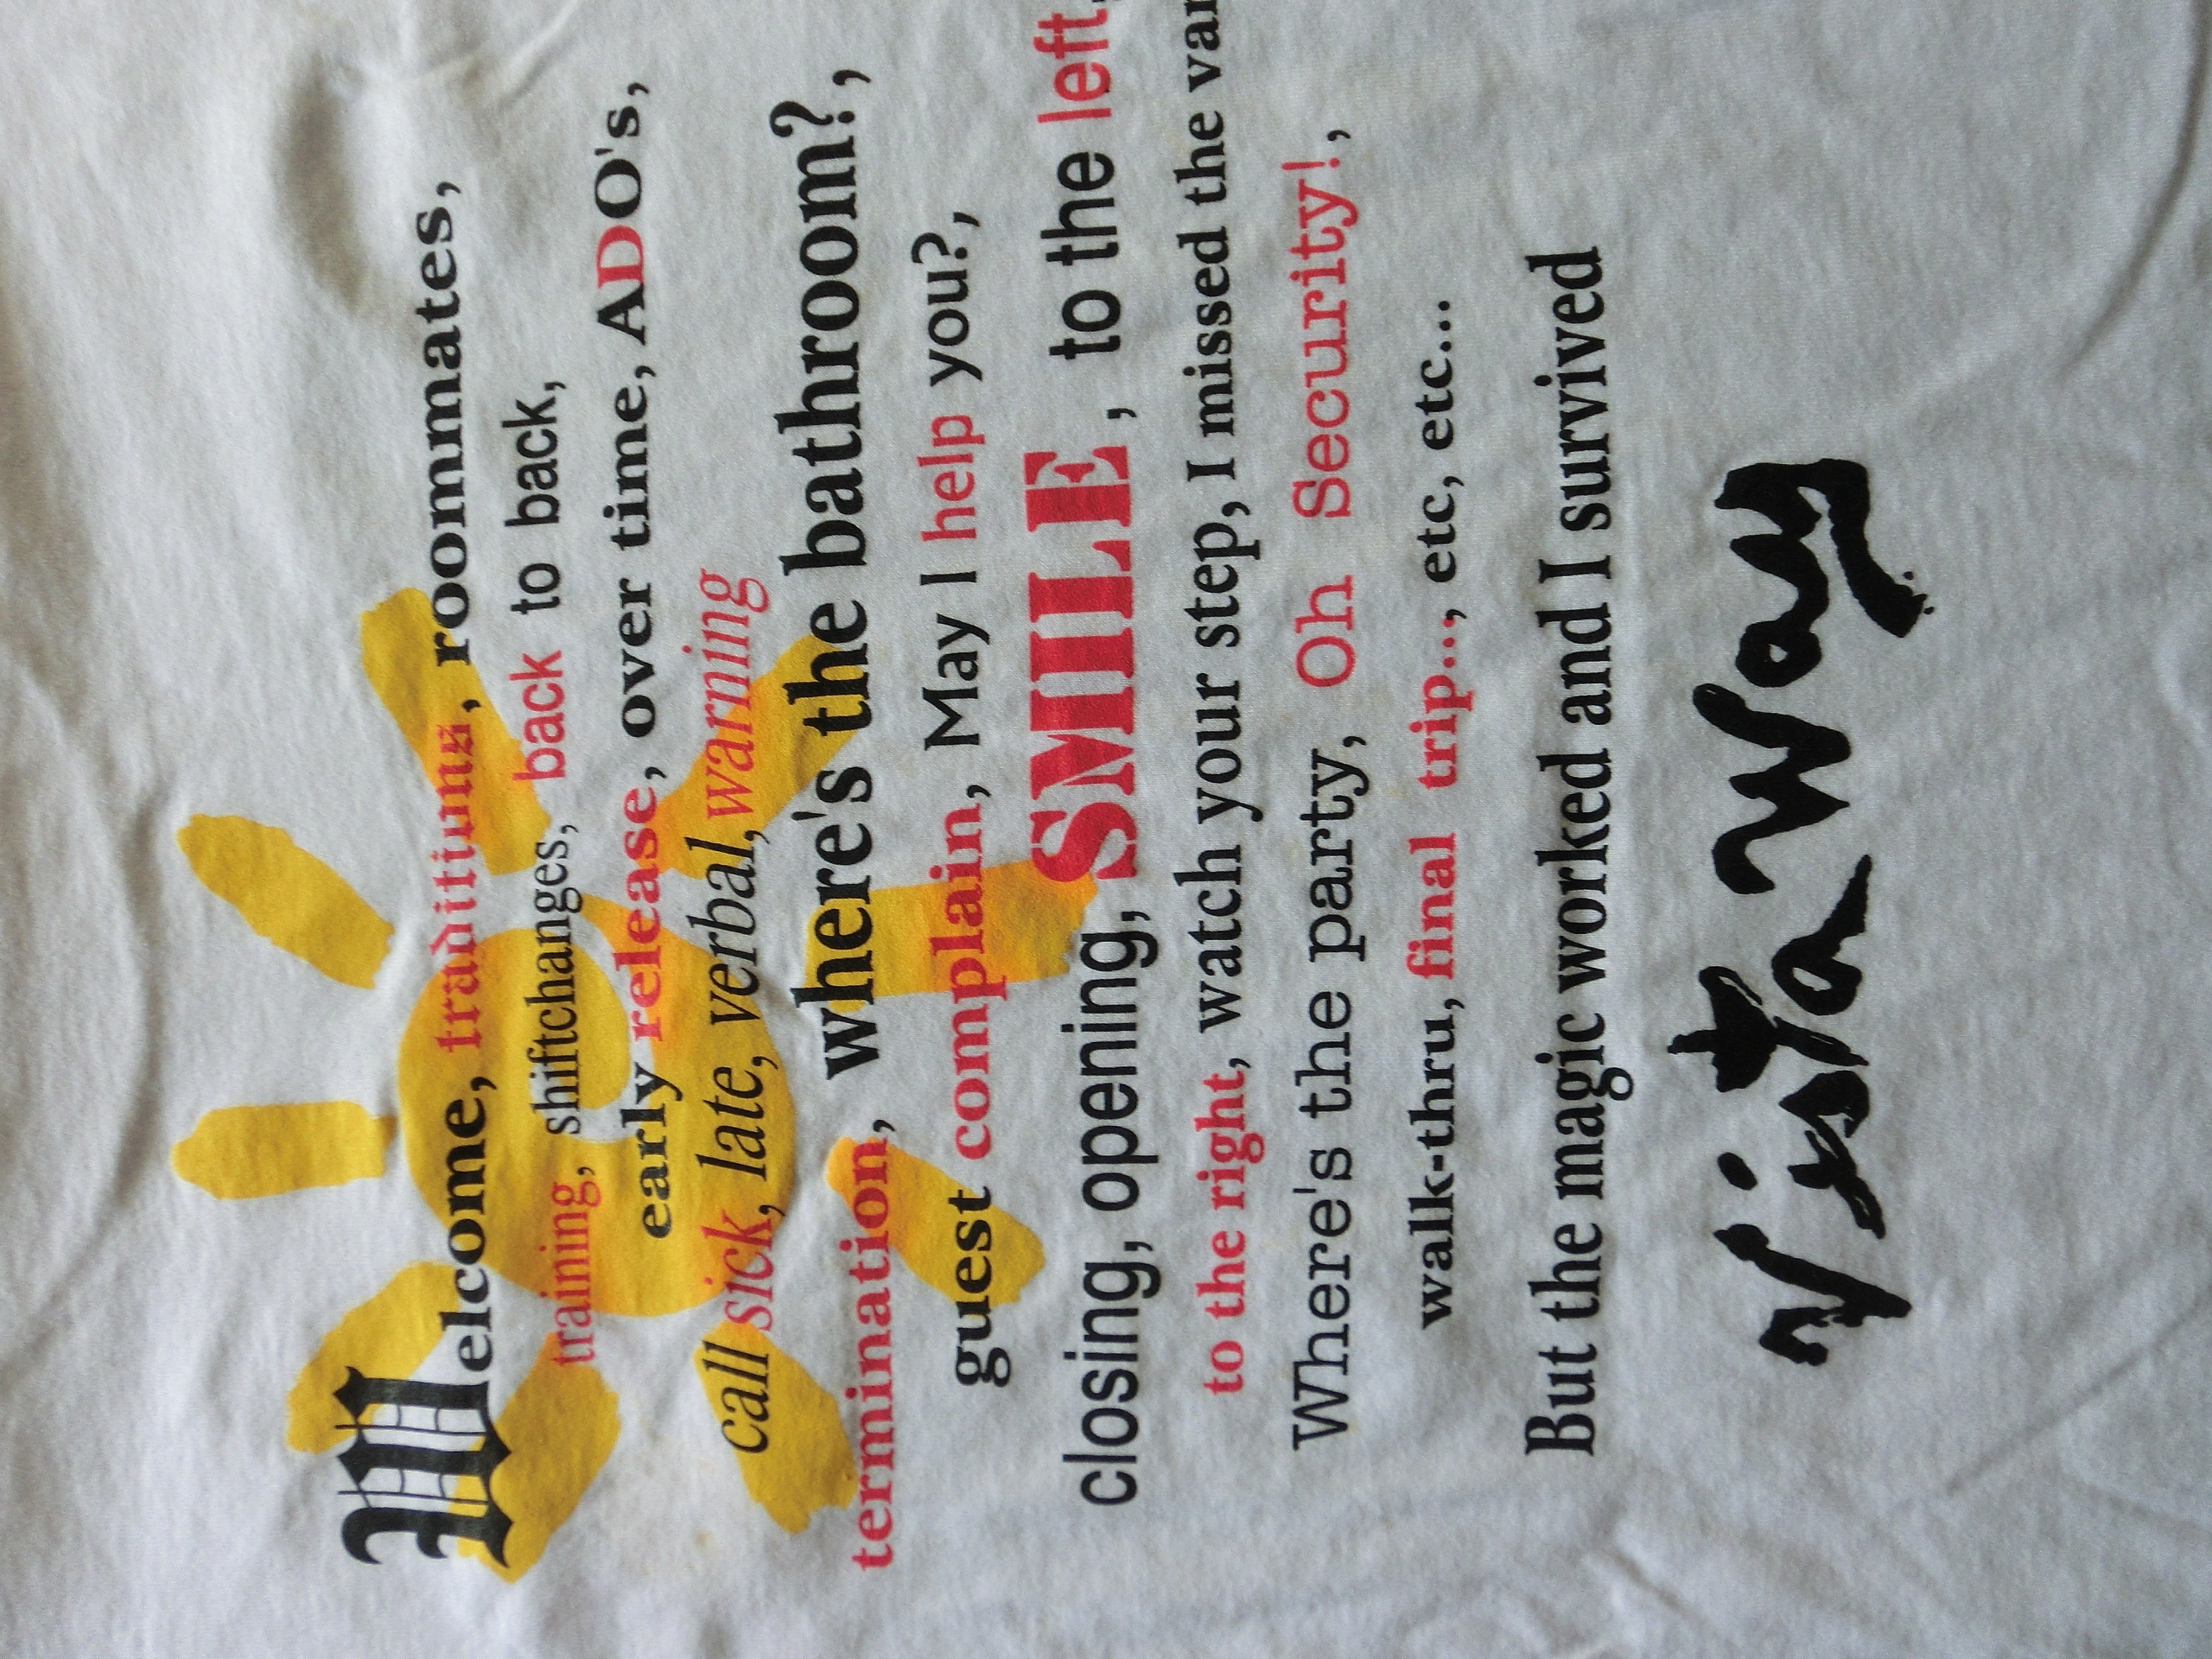 Welcome, traditions, roommates,
training, shiftchanges, back to back,
early release, over time, ADO's,
call sick, late, verbal, warning
termination, where's the bathroom?,
guest complain, May I help you?,
closing, opening, SMILE, to the left,
to the right, watch your step, I missed the
Where's the party, Oh Security!,
walk-thru, final trip..., etc, etc...
But the magic worked and I survived
Vista Way